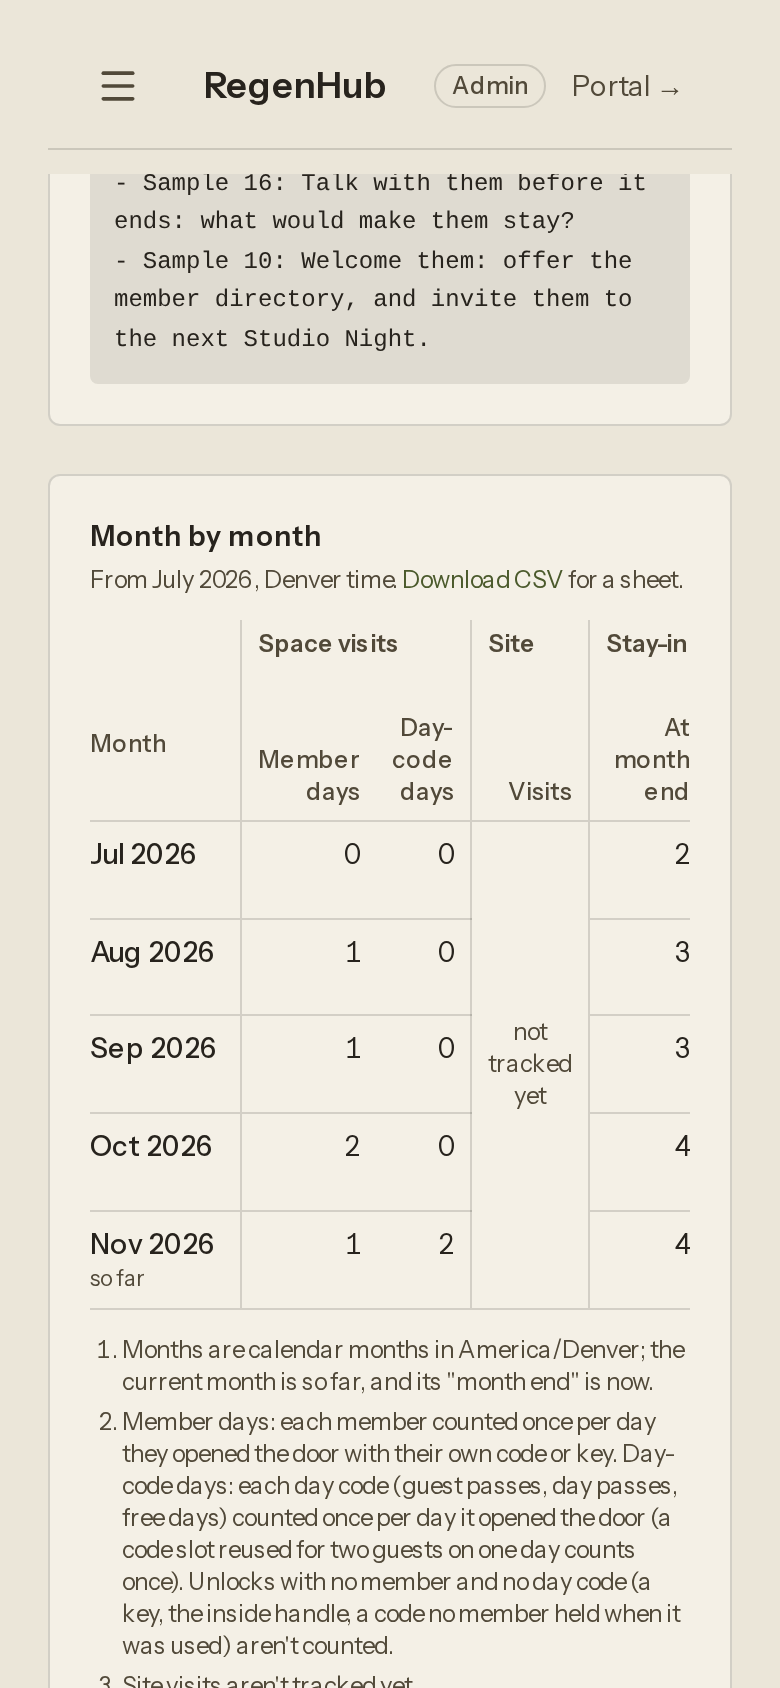 RegenHub
Admin
Portal →
- Sample 16: Talk with them before it
ends: what would make them stay?
- Sample 10: Welcome them: offer the
member directory, and invite them to
the next Studio Night.
Month by month
From July 2026, Denver time. Download CSV for a sheet.
Space visits Site Stay-in
Month Member days Day-code days Visits At month end
Jul 2026 0 0 2
Aug 2026 1 0 3
Sep 2026 1 0 3
not
tracked
yet
Oct 2026 2 0 4
Nov 2026 1 2 4
so far
1. Months are calendar months in America/Denver; the
current month is so far, and its "month end" is now.
2. Member days: each member counted once per day
they opened the door with their own code or key. Day-
code days: each day code (guest passes, day passes,
free days) counted once per day it opened the door (a
code slot reused for two guests on one day counts
once). Unlocks with no member and no day code (a
key, the inside handle, a code no member held when it
was used) aren't counted.
3. Site visits aren't tracked yet